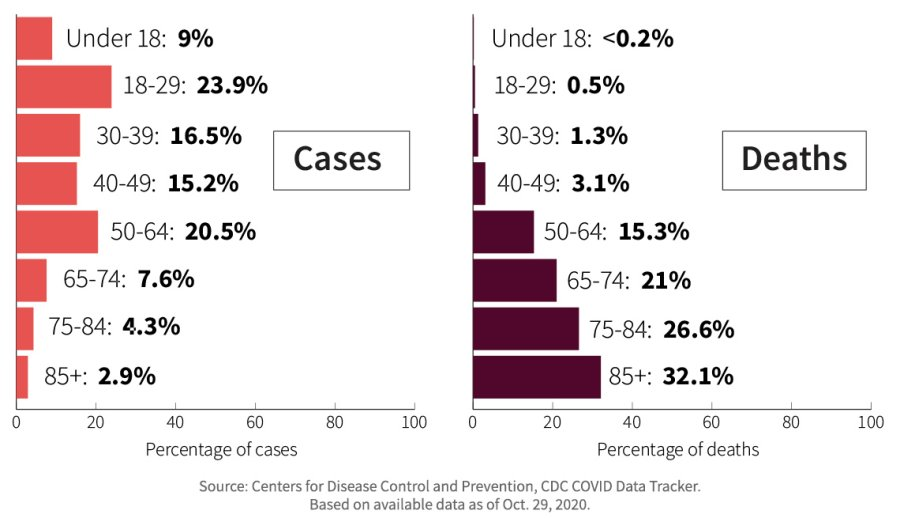 Under 18: 9%
18-29: 23.9%
30-39: 16.5%
40-49: 15.2%
50-64: 20.5%
65-74: 7.6%
75-84: 4.3%
85+: 2.9%
Cases
0 20 40 60 80 100
Percentage of cases
Under 18: <0.2%
18-29: 0.5%
30-39: 1.3%
40-49: 3.1%
50-64: 15.3%
65-74: 21%
75-84: 26.6%
85+: 32.1%
Deaths
0 20 40 60 80 100
Percentage of deaths
Source: Centers for Disease Control and Prevention, CDC COVID Data Tracker.
Based on available data as of Oct. 29, 2020.